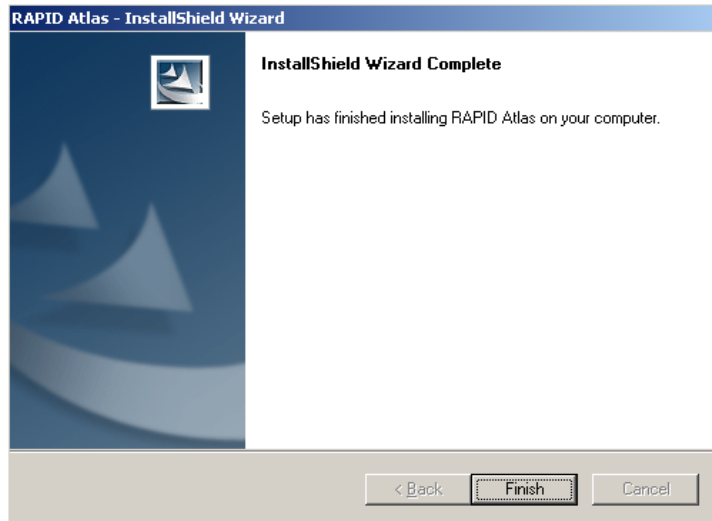 RAPID Atlas - InstallShield Wizard
InstallShield Wizard Complete
Setup has finished installing RAPID Atlas on your computer.
< Back
Finish
Cancel